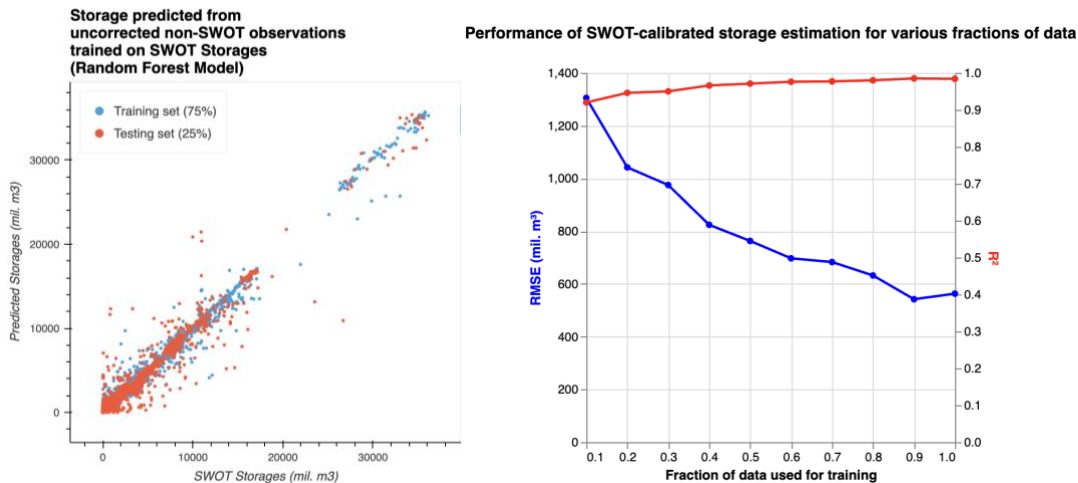 Storage predicted from
uncorrected non-SWOT observations
trained on SWOT Storages
(Random Forest Model)
Training set (75%)
Testing set (25%)
Predicted Storages (mil. m3)
30000
20000
10000
0
0 10000 20000 30000
SWOT Storages (mil. m3)
Performance of SWOT-calibrated storage estimation for various fractions of data
RMSE (mil. m³)
1,400
1,200
1,000
800
600
400
200
0
1.0
0.9
0.8
0.7
0.6
0.5
0.4
0.3
0.2
0.1
0.0
R²
0.1 0.2 0.3 0.4 0.5 0.6 0.7 0.8 0.9 1.0
Fraction of data used for training